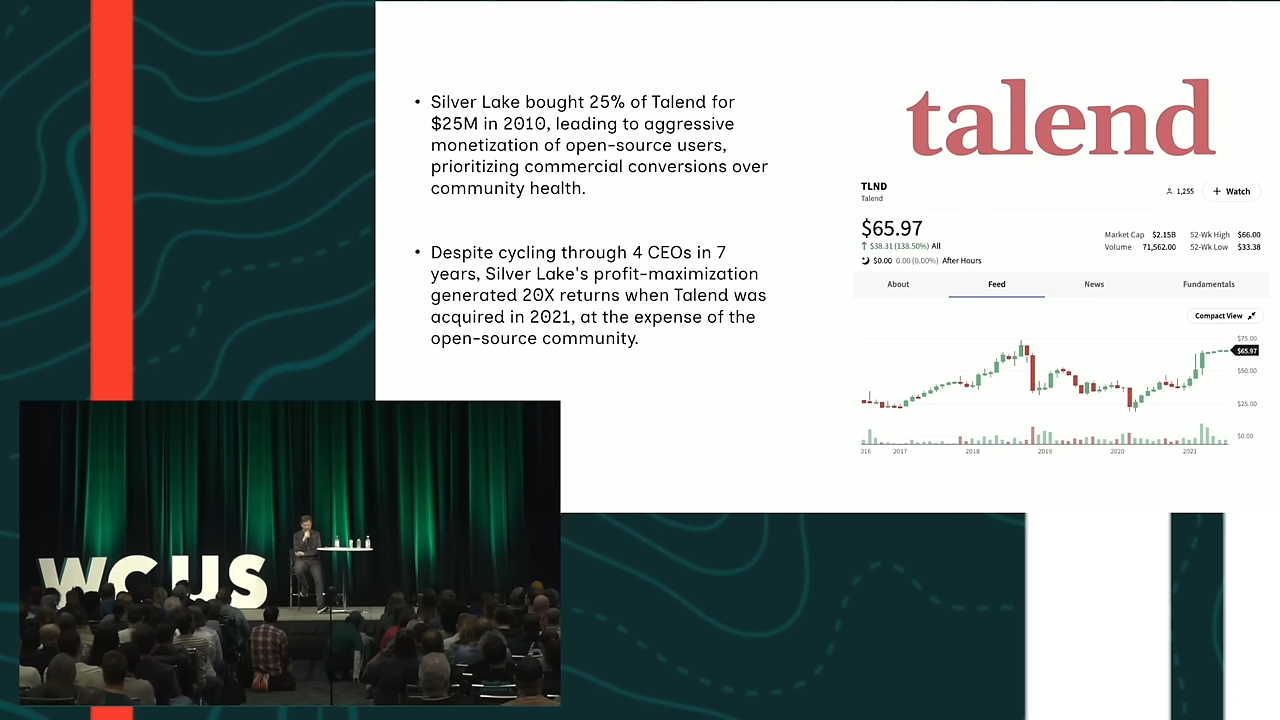 • Silver Lake bought 25% of Talend for
$25M in 2010, leading to aggressive
monetization of open-source users,
prioritizing commercial conversions over
community health.
• Despite cycling through 4 CEOs in 7
years, Silver Lake's profit-maximization
generated 20X returns when Talend was
acquired in 2021, at the expense of the
open-source community.
talend
TLND
Talend
1,255
+ Watch
$65.97
↑ $38.31 (138.50%) All
$0.00 0.00 (0.00%) After Hours
Market Cap $2.15B 52-Wk High $66.00
Volume 71,562.00 52-Wk Low $33.38
About Feed News Fundamentals
Compact View
$75.00
$65.97
$50.00
$25.00
$0.00
016 2017 2018 2019 2020 2021
WCUS